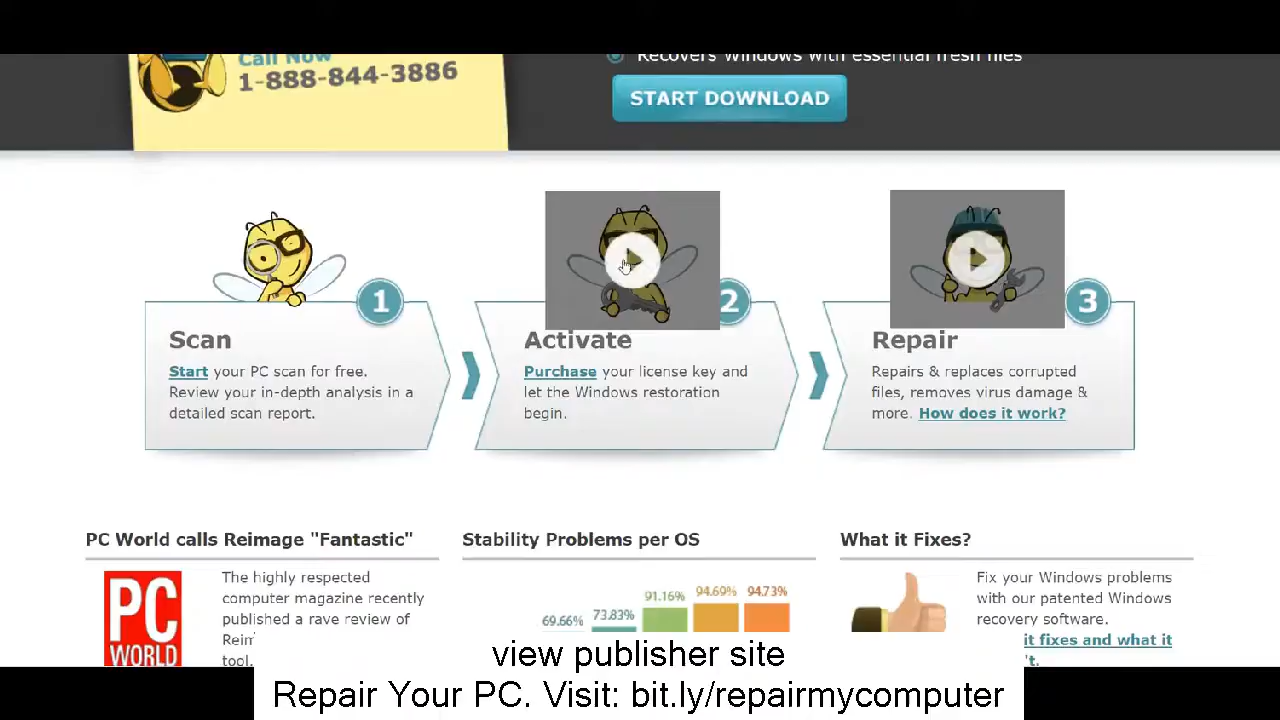 Call Now
1-888-844-3886
Recovers Windows with essential fresh files
START DOWNLOAD
1
2
3
Scan
Start your PC scan for free.
Review your in-depth analysis in a
detailed scan report.
Activate
Purchase your license key and
let the Windows restoration
begin.
Repair
Repairs & replaces corrupted
files, removes virus damage &
more. How does it work?
PC World calls Reimage "Fantastic"
PC
WORLD
The highly respected
computer magazine recently
published a rave review of
tool.
Stability Problems per OS
69.66% 73.83% 91.16% 94.69% 94.73%
What it Fixes?
Fix your Windows problems
with our patented Windows
recovery software.
it fixes and what it
view publisher site
Repair Your PC. Visit: bit.ly/repairmycomputer